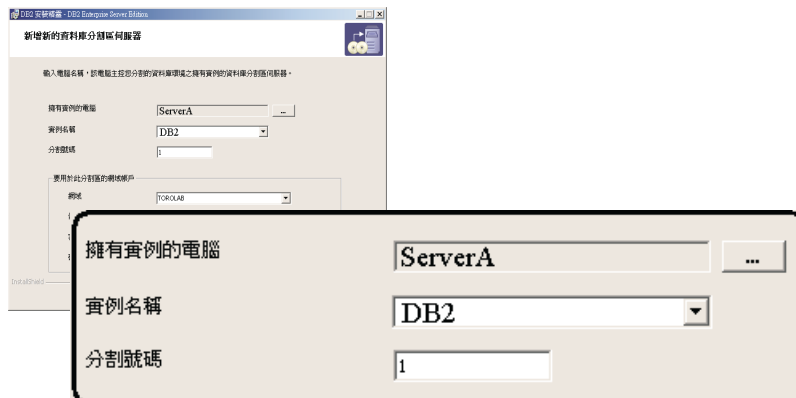 DB2 安裝精靈 - DB2 Enterprise Server Edition
新增新的資料庫分割區伺服器
輸入電腦名稱，該電腦主控您分割的資料庫環境之擁有實例的資料庫分割區伺服器。
擁有實例的電腦
ServerA
...
實例名稱
DB2
分割號碼
1
要用於此分割區的網域帳戶
網域
TOROLAB
InstallShield
擁有實例的電腦
ServerA
...
實例名稱
DB2
分割號碼
1